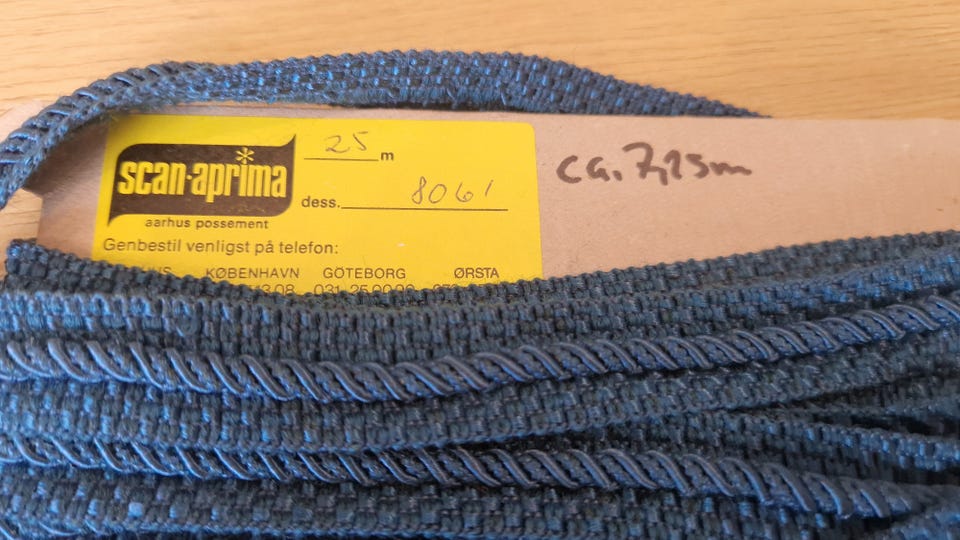 25 m
scan-aprima
dess. 8061
aarhus possement
Genbestil venligst på telefon:
KØBENHAVN GÖTEBORG ØRSTA
ca. 7,25m